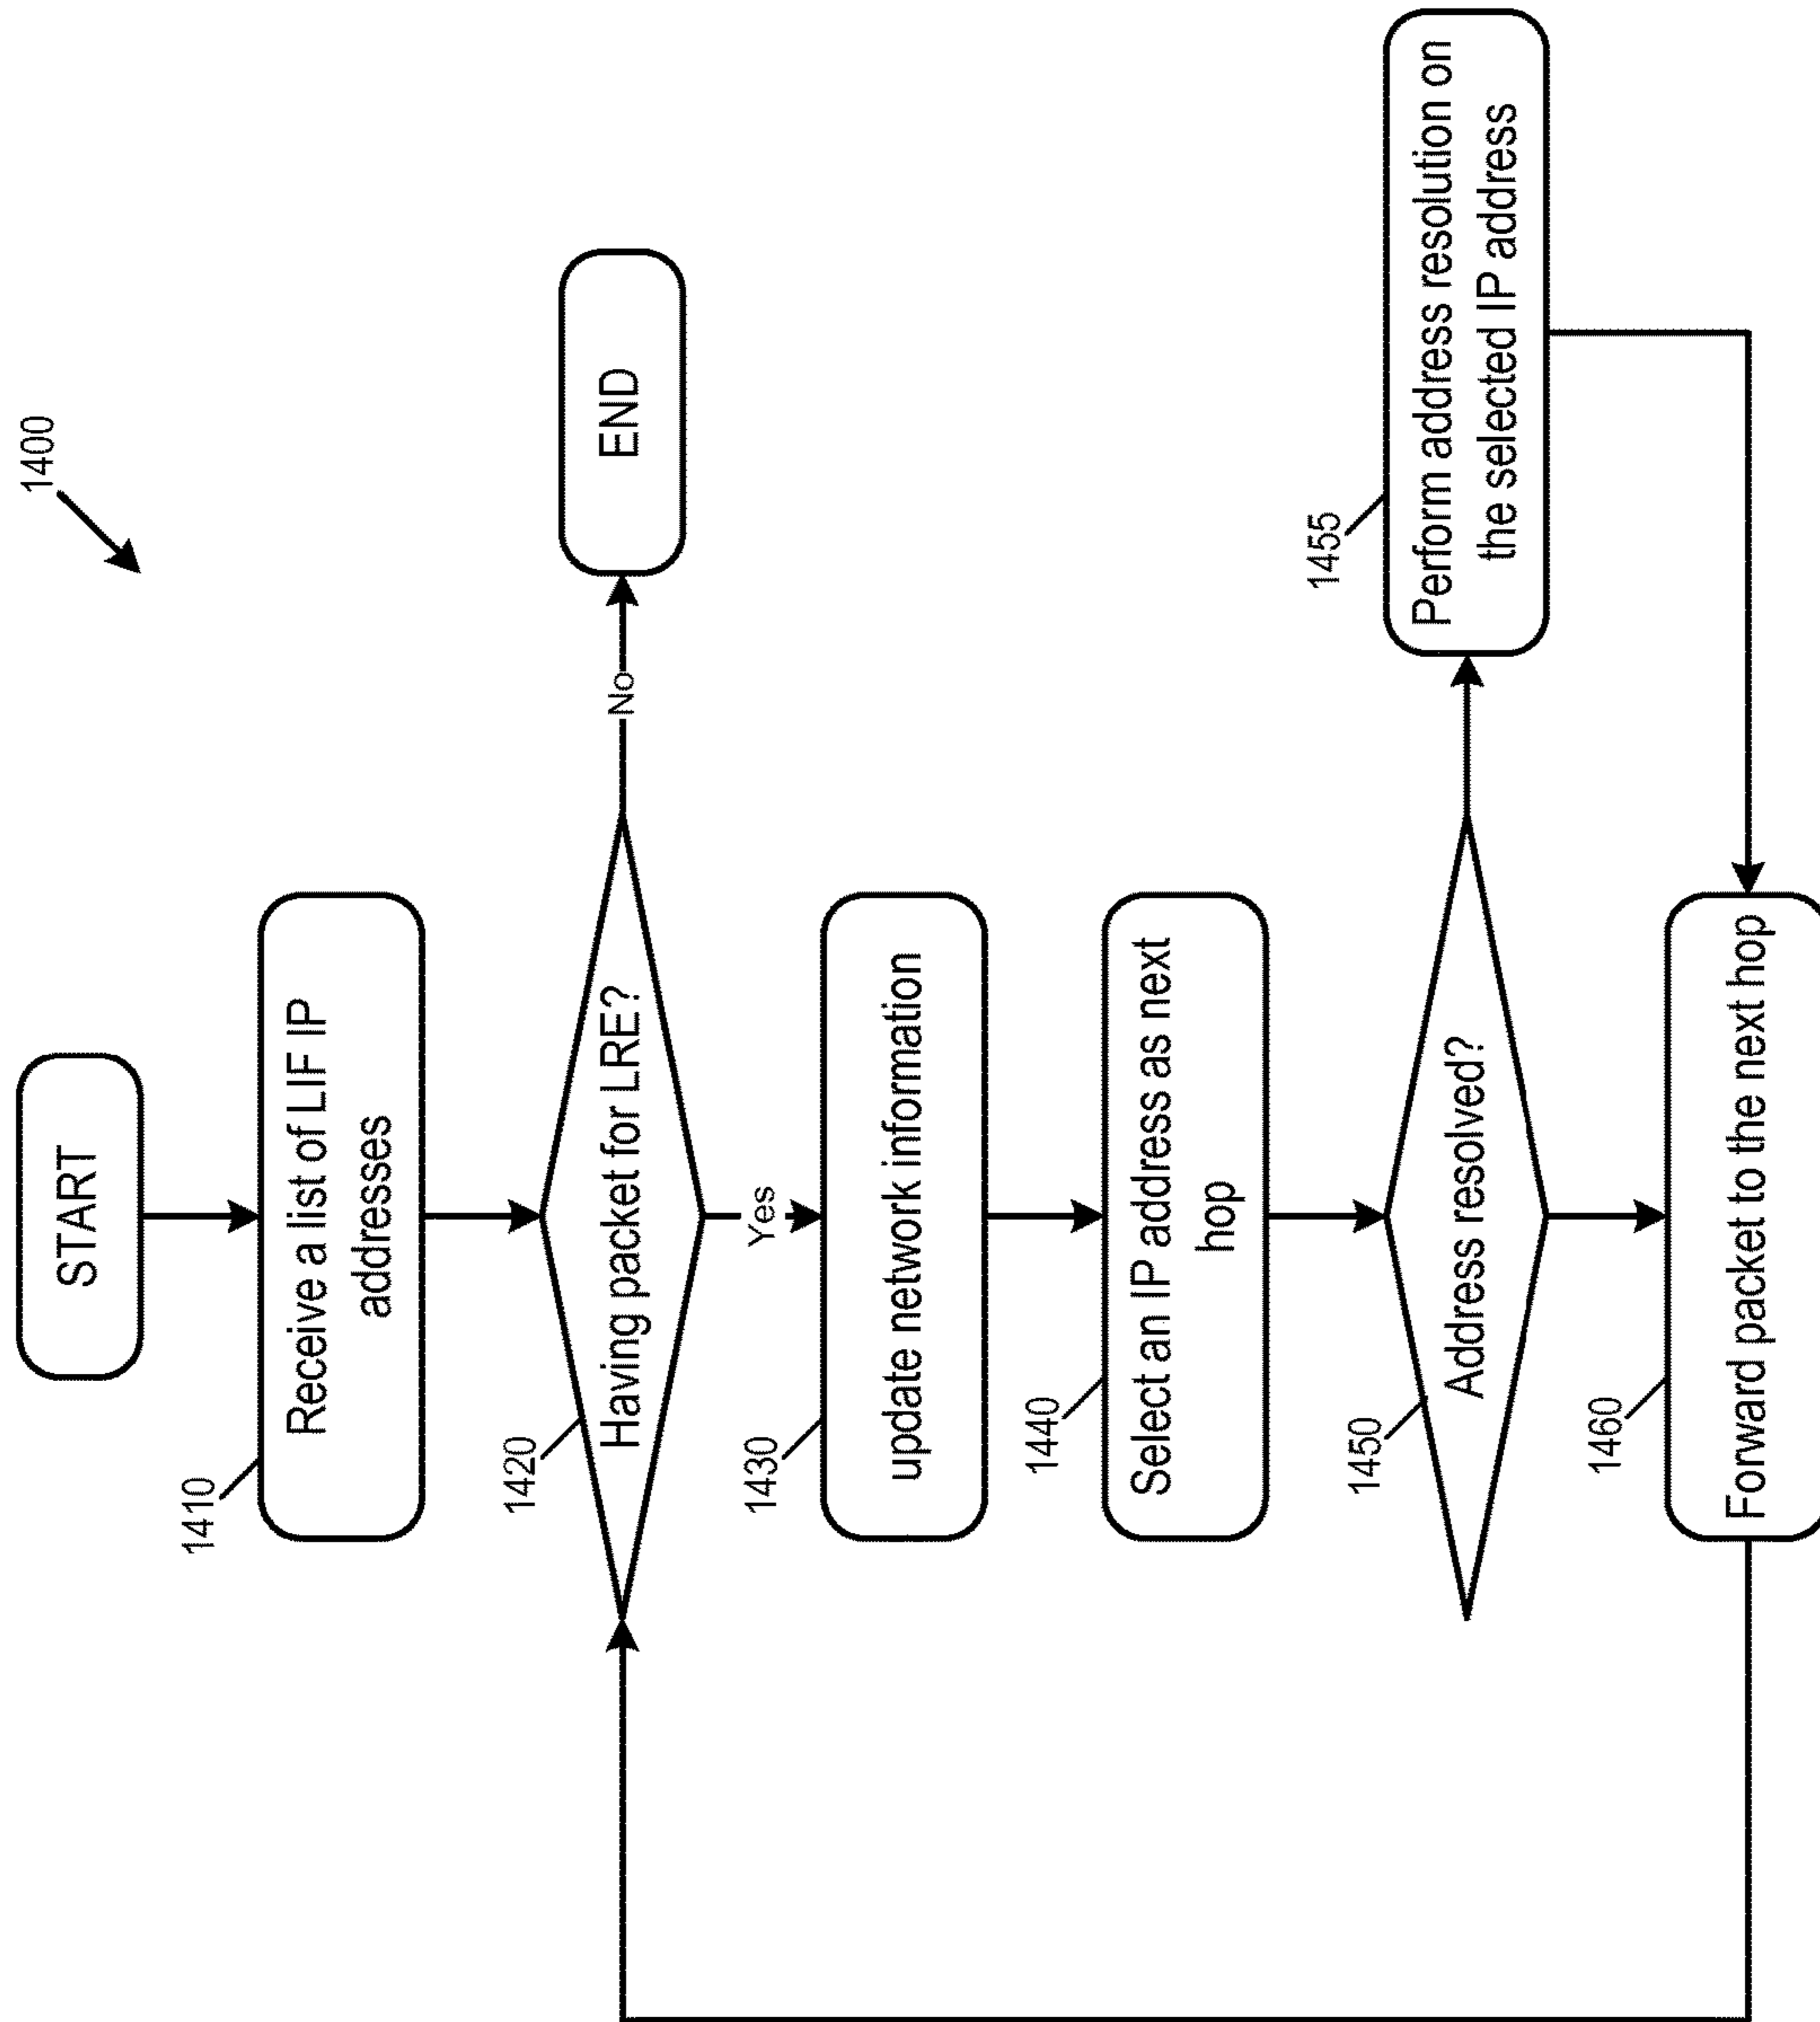 1400
START
1410
Receive a list of LIF IP
addresses
1420
Having packet for LRE?
No
END
Yes
1430
update network information
1440
Select an IP address as next
hop
1450
Address resolved?
1455
Perform address resolution on
the selected IP address
1460
Forward packet to the next hop